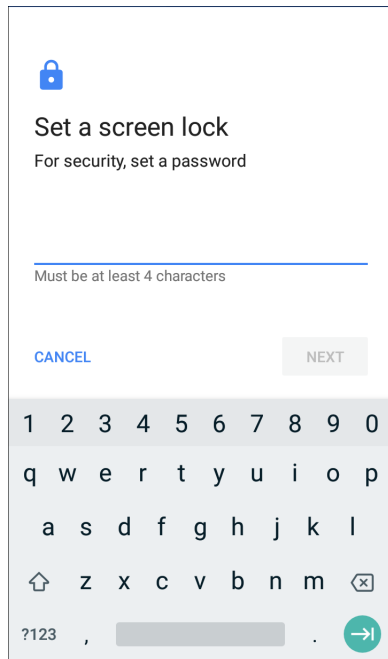 Set a screen lock
For security, set a password
Must be at least 4 characters
CANCEL NEXT
1 2 3 4 5 6 7 8 9 0
q w e r t y u i o p
a s d f g h j k l
z x c v b n m
?123 , .